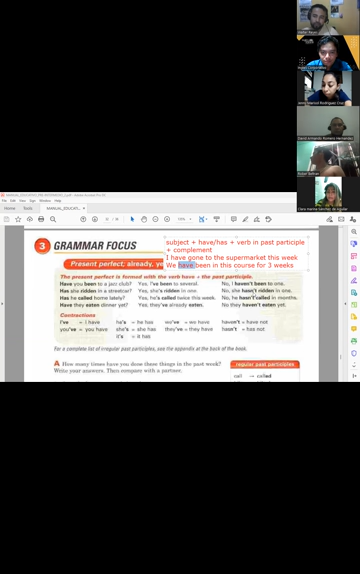 Home Tools
3 GRAMMAR FOCUS
Present perfect; already, ye
subject + have/has + verb in past participle
+ complement
I have gone to the supermarket this week
We have been in this course for 3 weeks
The present perfect is formed with the verb have + the past participle.
Have you been to a jazz club? Yes, I've been to several. No, I haven't been to one.
Has she ridden in a streetcar? Yes, she's ridden in one. No, she hasn't ridden in one.
Has he called home lately? Yes, he's called twice this week. No, he hasn't called in months.
Have they eaten dinner yet? Yes, they've already eaten. No they haven't eaten yet.
Contractions
I've = I have he's = he has we've = we have haven't = have not
you've = you have she's = she has they've = they have hasn't = has not
it's = it has
For a complete list of irregular past participles, see the appendix at the back of the book.
A How many times have you done these things in the past week?
Write your answers. Then compare with a partner.
regular past participles
call → called